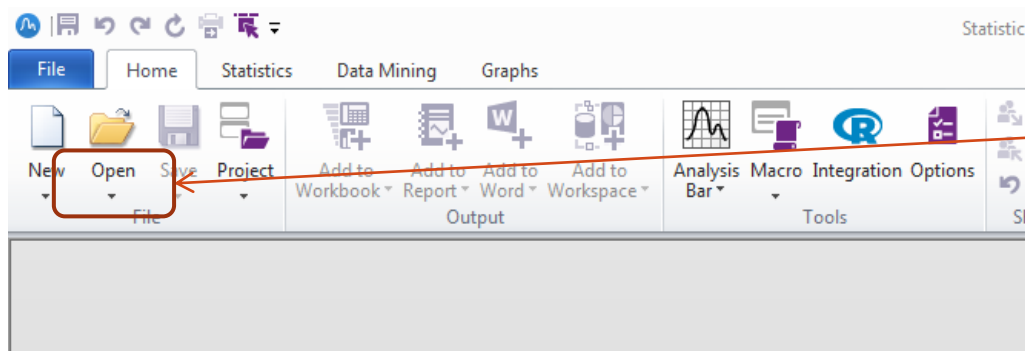 Statistic
File Home Statistics Data Mining Graphs
W R
New Open Save Project Add to Add to Add to Add to Analysis Macro Integration Options
Workbook Report Word Workspace Bar
File Output Tools